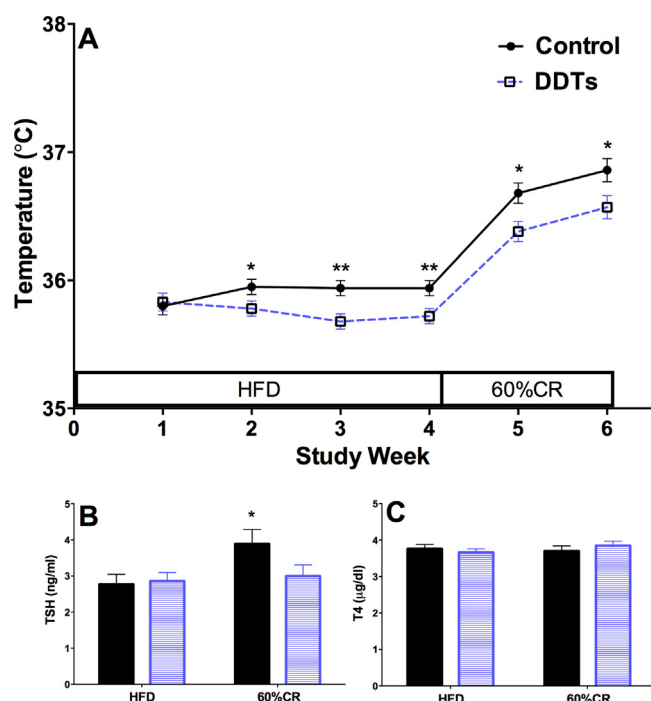 A
Control
DDTs
Temperature (°C)
38
37
36
35
*
**
**
*
*
HFD
60%CR
0
1
2
3
4
5
6
Study Week
B
TSH (ng/ml)
5
4
3
2
1
0
*
HFD
60%CR
C
T4 (µg/dl)
5
4
3
2
1
0
HFD
60%CR